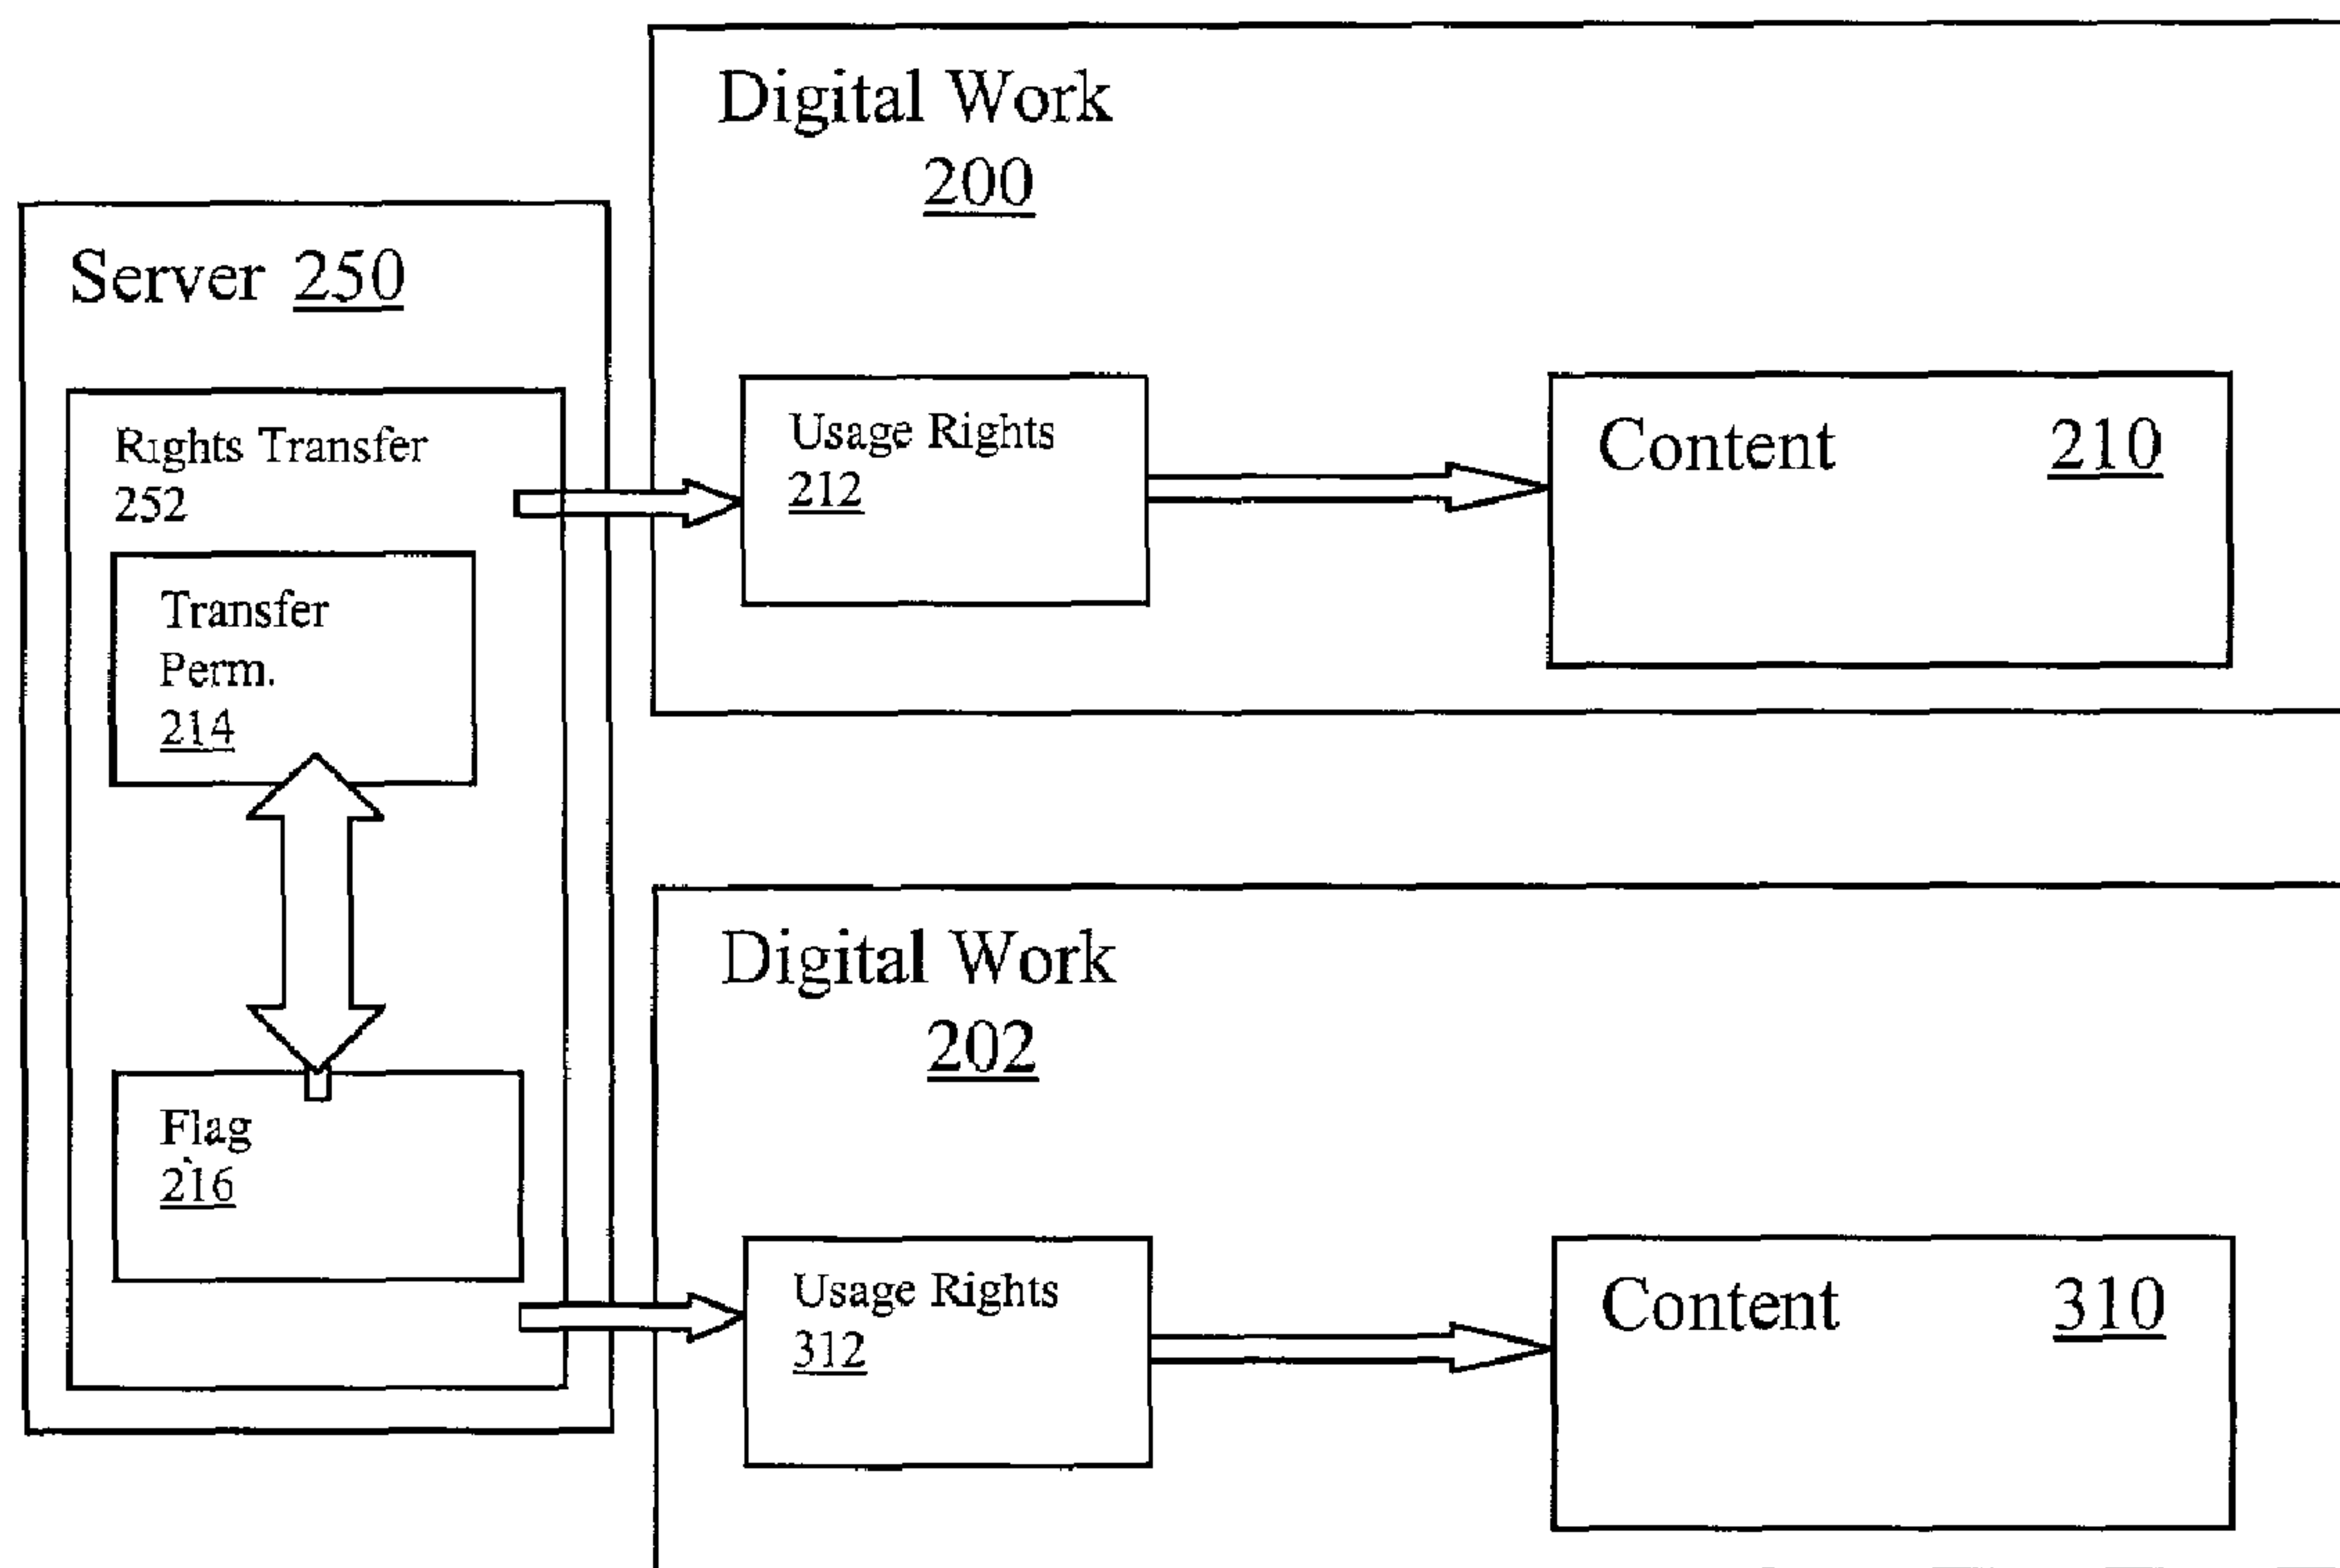 Digital Work
200
Server 250
Rights Transfer
252
Usage Rights
212
Content 210
Transfer
Perm.
214
Digital Work
202
Flag
216
Usage Rights
312
Content 310